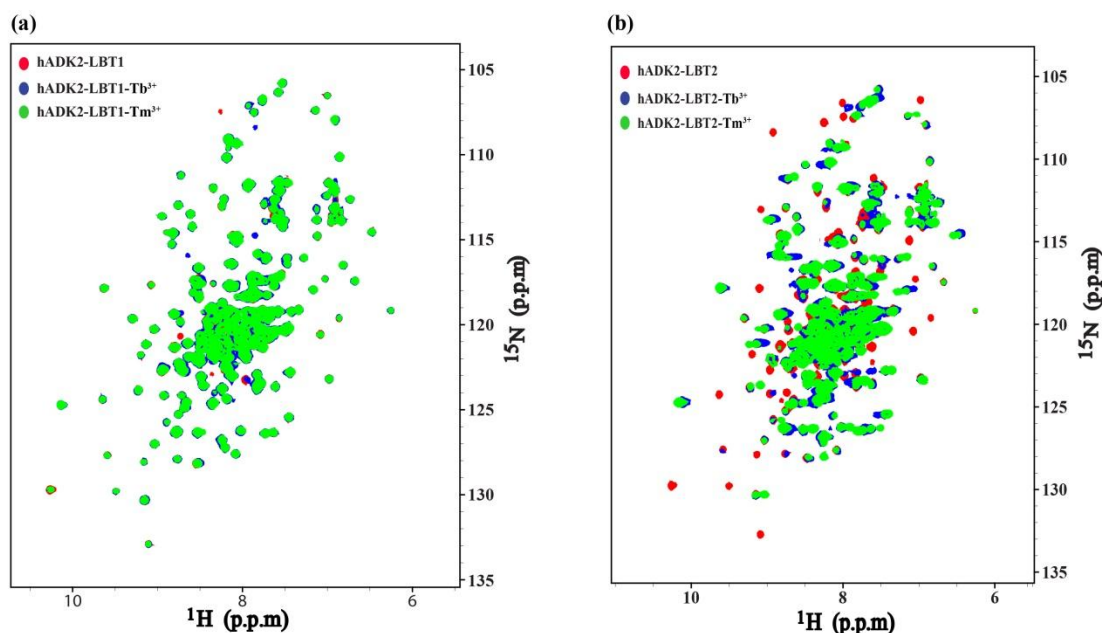 (a)
hADK2-LBT1
hADK2-LBT1-Tb³⁺
hADK2-LBT1-Tm³⁺
105
110
115
120
125
130
135
¹⁵N (p.p.m)
10
8
6
¹H (p.p.m)
(b)
hADK2-LBT2
hADK2-LBT2-Tb³⁺
hADK2-LBT2-Tm³⁺
105
110
115
120
125
130
135
¹⁵N (p.p.m)
10
8
6
¹H (p.p.m)